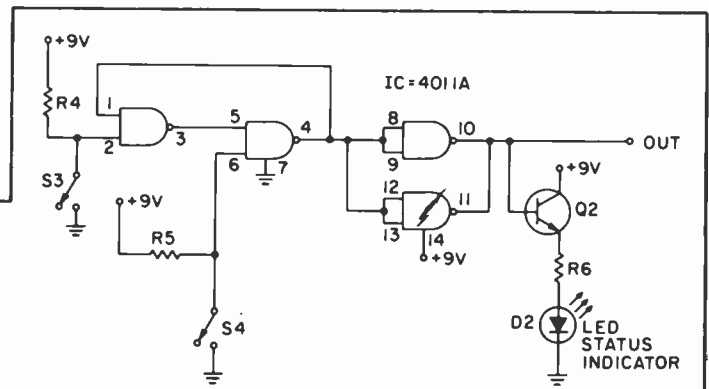 +9V
R4
S3
1
2
3
+9V
R5
S4
5
6
7
4
IC=4011A
8
9
10
12
13
14
11
+9V
OUT
+9V
Q2
R6
D2
LED
STATUS
INDICATOR